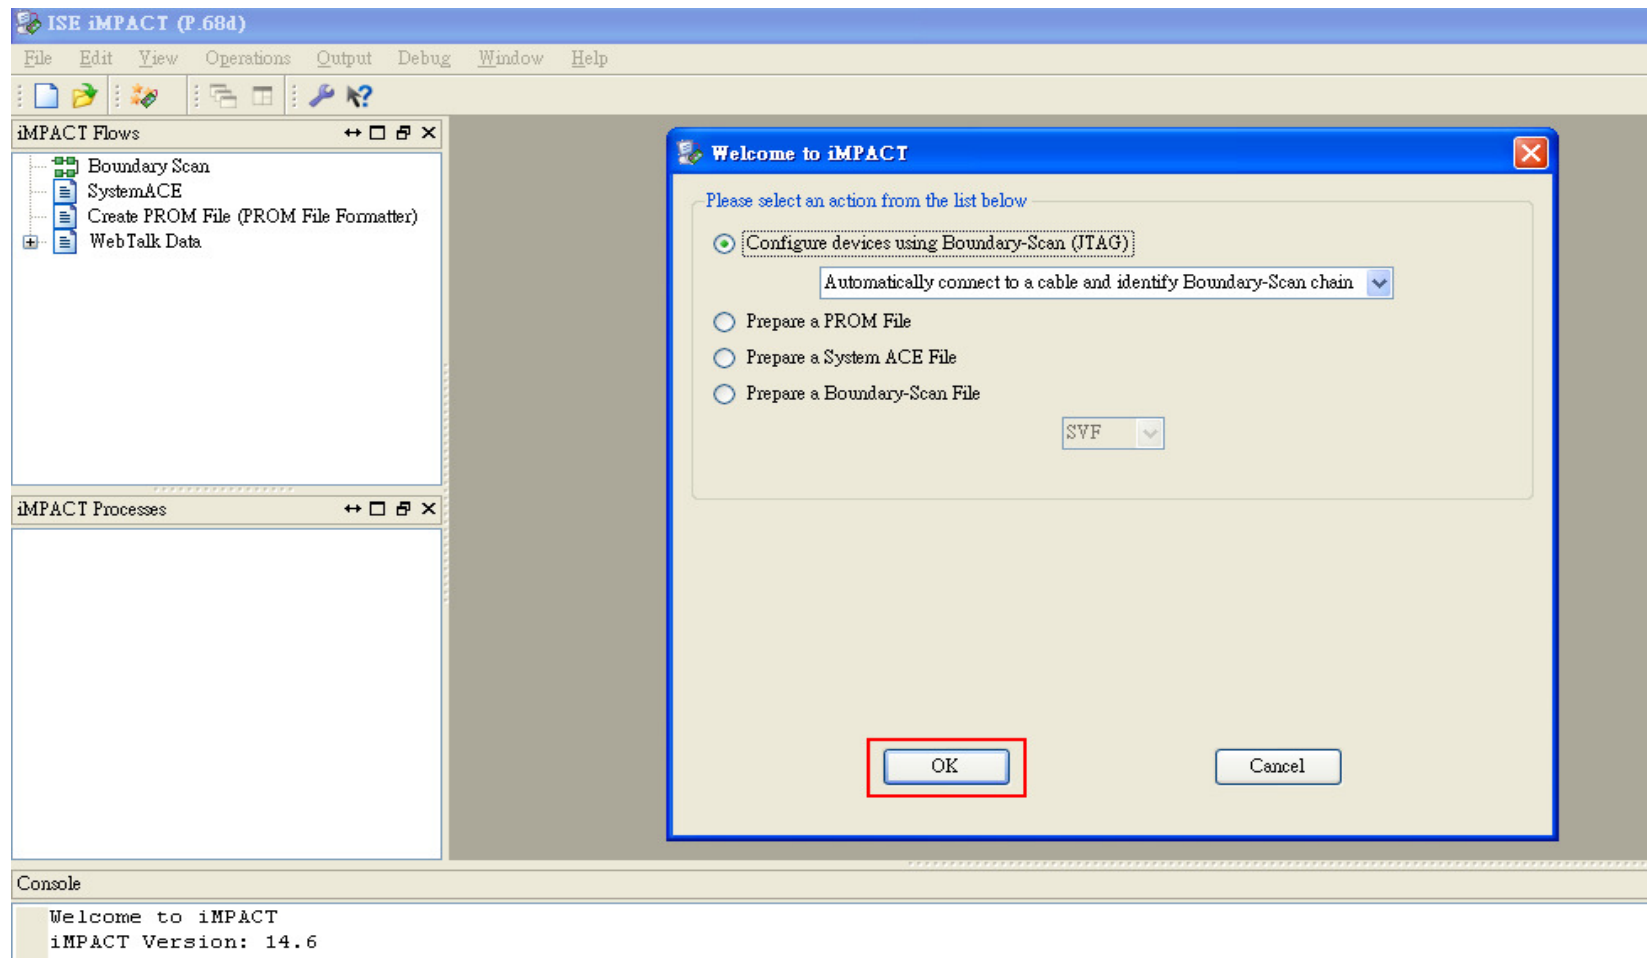 ISE iMPACT (P.68d)
File Edit View Operations Output Debug Window Help
iMPACT Flows
Boundary Scan
SystemACE
Create PROM File (PROM File Formatter)
WebTalk Data
iMPACT Processes
Welcome to iMPACT
Please select an action from the list below
Configure devices using Boundary-Scan (JTAG)
Automatically connect to a cable and identify Boundary-Scan chain
Prepare a PROM File
Prepare a System ACE File
Prepare a Boundary-Scan File
SVF
OK Cancel
Console
Welcome to iMPACT
iMPACT Version: 14.6